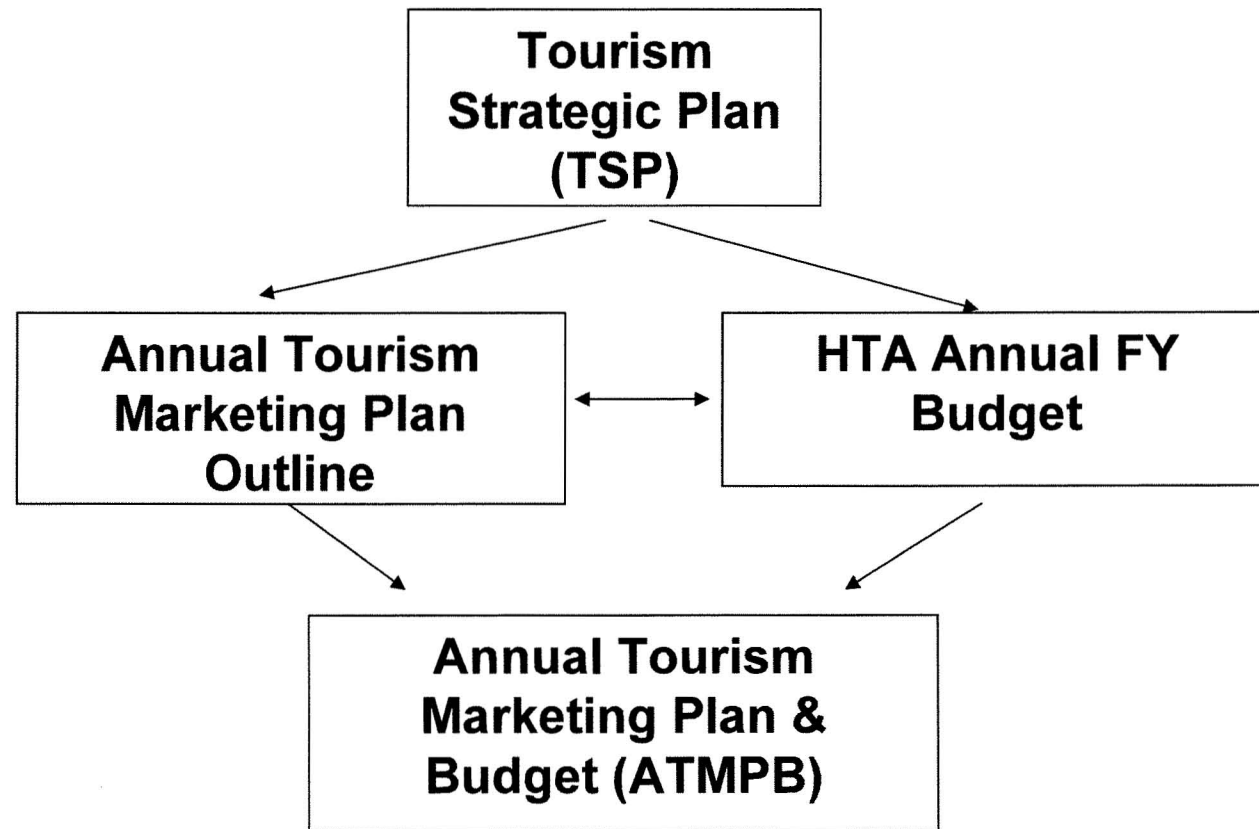 Tourism
Strategic Plan
(TSP)
Annual Tourism
Marketing Plan
Outline
HTA Annual FY
Budget
Annual Tourism
Marketing Plan &
Budget (ATMPB)